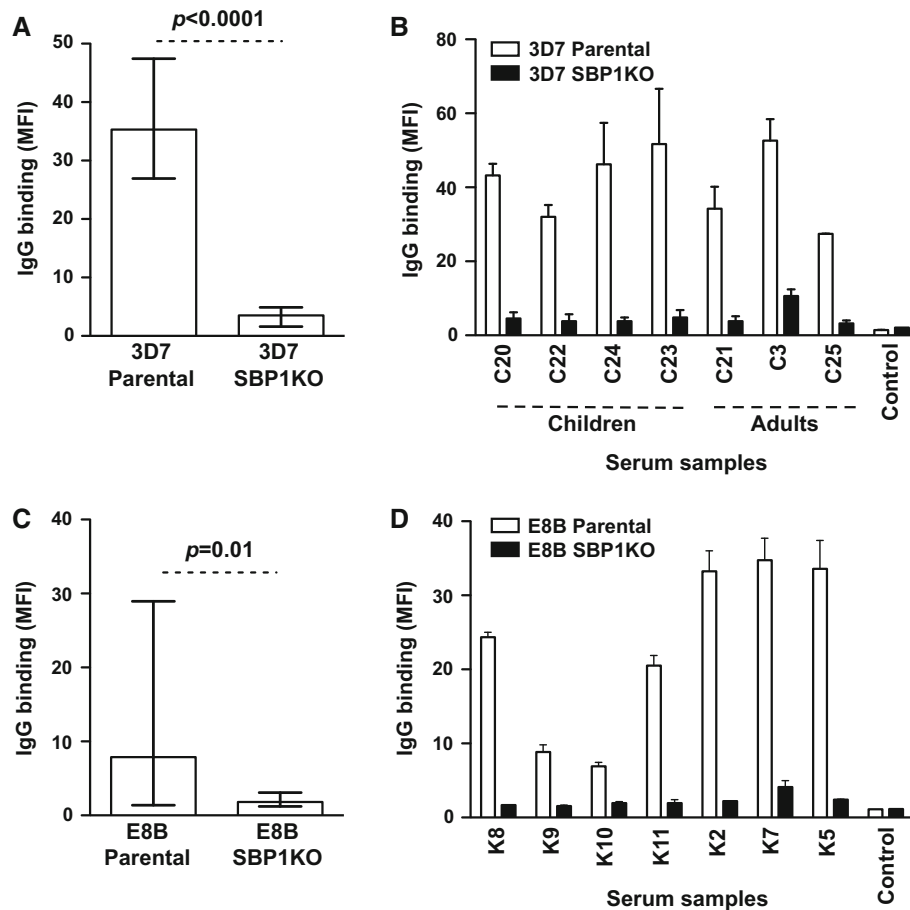 A
p<0.0001
IgG binding (MFI)
50
40
30
20
10
0
3D7
Parental
3D7
SBP1KO
B
3D7 Parental
3D7 SBP1KO
IgG binding (MFI)
80
60
40
20
0
C20
C22
C24
C23
C21
C3
C25
Control
Children
Adults
Serum samples
C
p=0.01
IgG binding (MFI)
40
30
20
10
0
E8B
Parental
E8B
SBP1KO
D
E8B Parental
E8B SBP1KO
IgG binding (MFI)
40
30
20
10
0
K8
K9
K10
K11
K2
K7
K5
Control
Serum samples